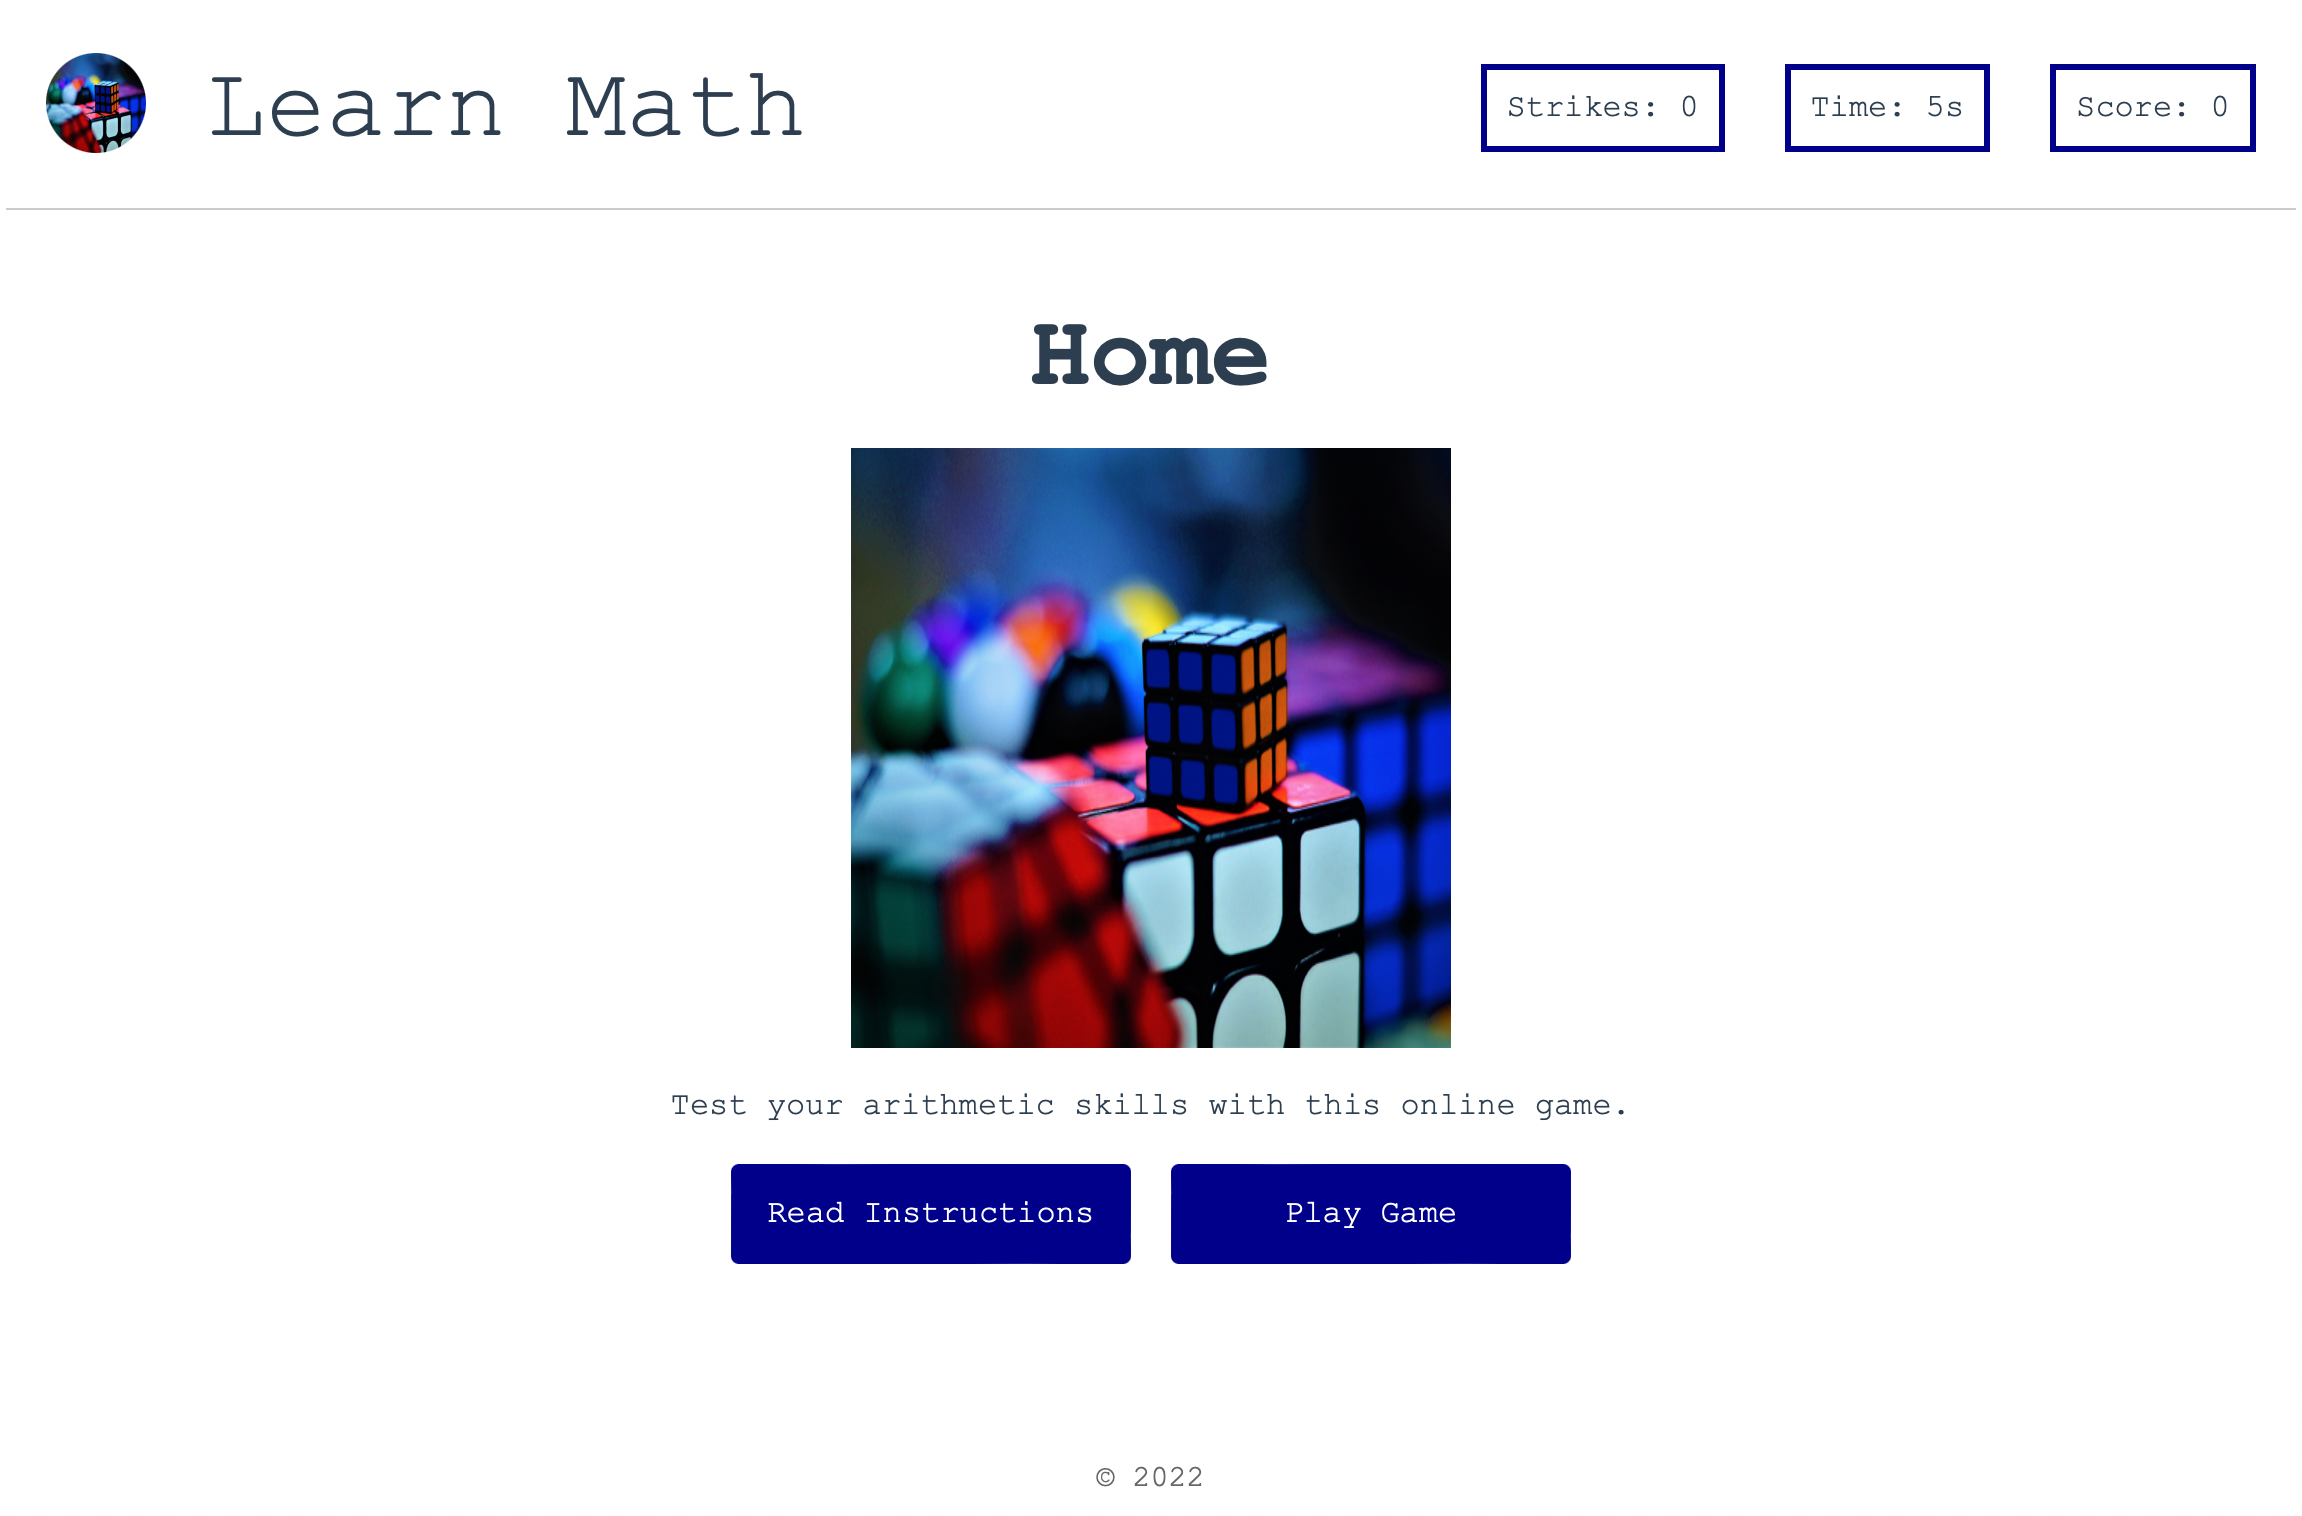 Learn Math
Strikes: 0
Time: 5s
Score: 0
Home
Test your arithmetic skills with this online game.
Read Instructions
Play Game
© 2022